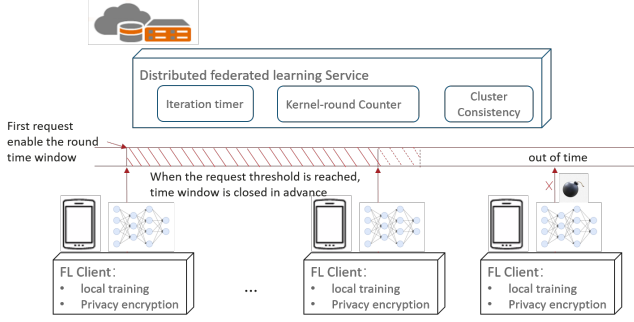 Distributed federated learning Service
Iteration timer
Kernel-round Counter
Cluster
Consistency
First request
enable the round
time window
When the request threshold is reached,
time window is closed in advance
out of time
X
FL Client：
• local training
• Privacy encryption
...
FL Client：
• local training
• Privacy encryption
FL Client：
• local training
• Privacy encryption